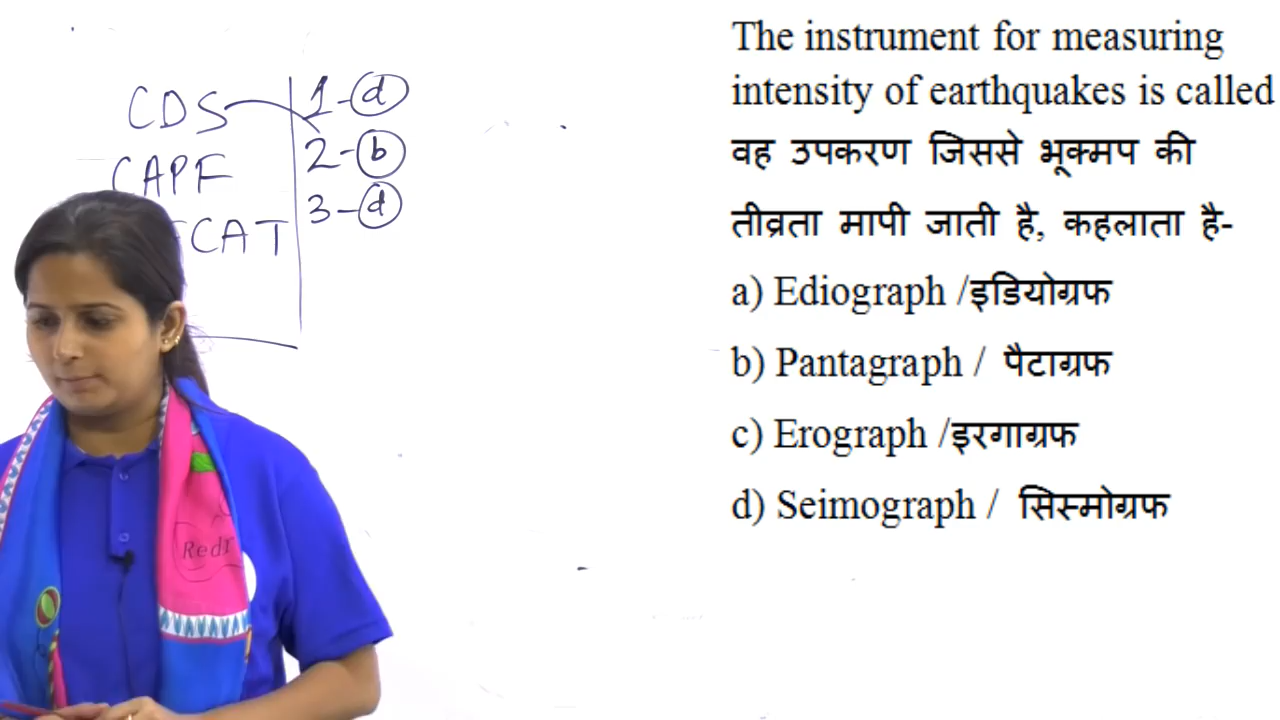 CDS
CAPF
CAT
1-d
2-b
3-d
The instrument for measuring
intensity of earthquakes is called
वह उपकरण जिससे भूक्मप की
तीव्रता मापी जाती है, कहलाता है-
a) Ediograph /इडियोग्रफ
b) Pantagraph / पैटाग्रफ
c) Erograph /इरगाग्रफ
d) Seimograph / सिस्मोग्रफ